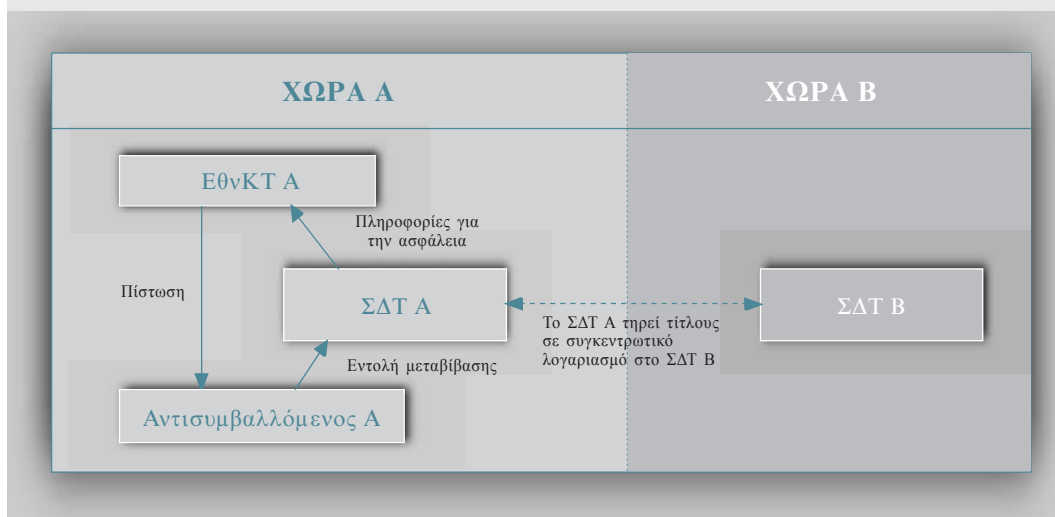 ΧΩΡΑ Α
ΧΩΡΑ Β
ΕθνΚΤ Α
Πληροφορίες για
την ασφάλεια
Πίστωση
ΣΔΤ Α
ΣΔΤ Β
Το ΣΔΤ Α τηρεί τίτλους
σε συγκεντρωτικό
λογαριασμό στο ΣΔΤ Β
Εντολή μεταβίβασης
Αντισυμβαλλόμενος Α